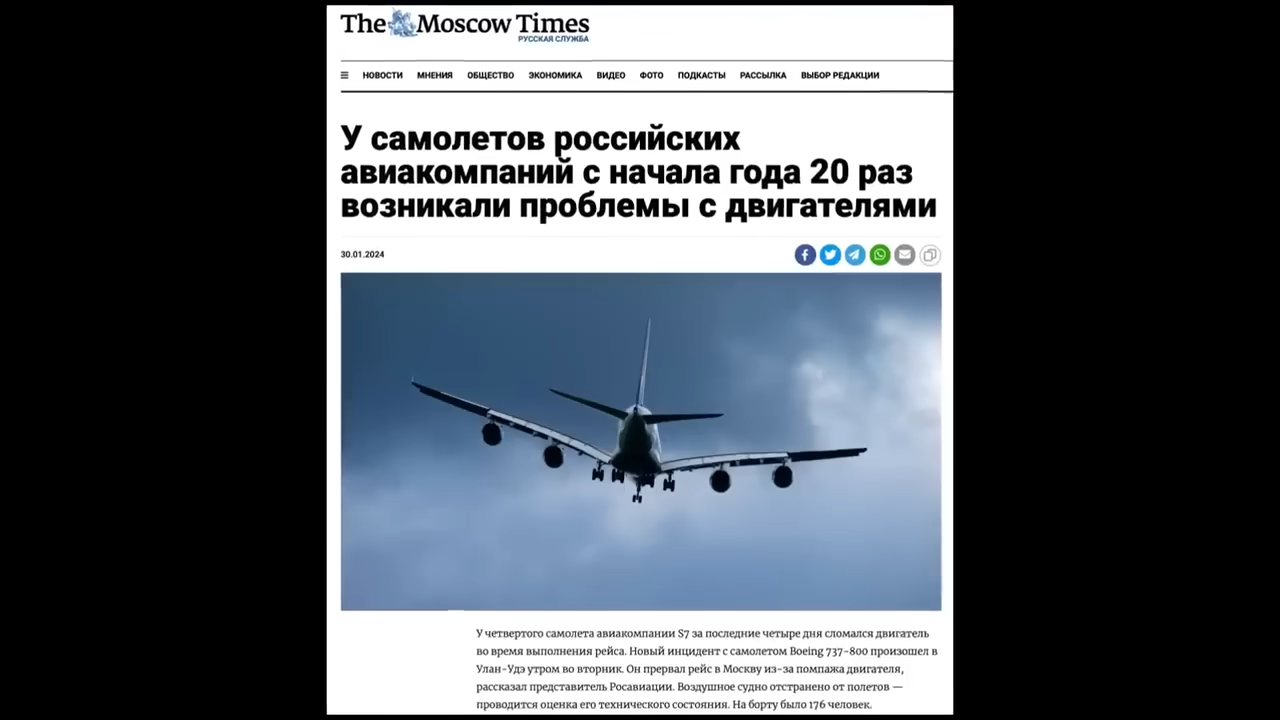 The Moscow Times
РУССКАЯ СЛУЖБА
НОВОСТИ МНЕНИЯ ОБЩЕСТВО ЭКОНОМИКА ВИДЕО ФОТО ПОДКАСТЫ РАССЫЛКА ВЫБОР РЕДАКЦИИ
У самолетов российских
авиакомпаний с начала года 20 раз
возникали проблемы с двигателями
30.01.2024
У четвертого самолета авиакомпании S7 за последние четыре дня сломался двигатель
во время выполнения рейса. Новый инцидент с самолетом Boeing 737-800 произошел в
Улан-Удэ утром во вторник. Он прервал рейс в Москву из-за помпажа двигателя,
рассказал представитель Росавиации. Воздушное судно отстранено от полетов —
проводится оценка его технического состояния. На борту было 176 человек.